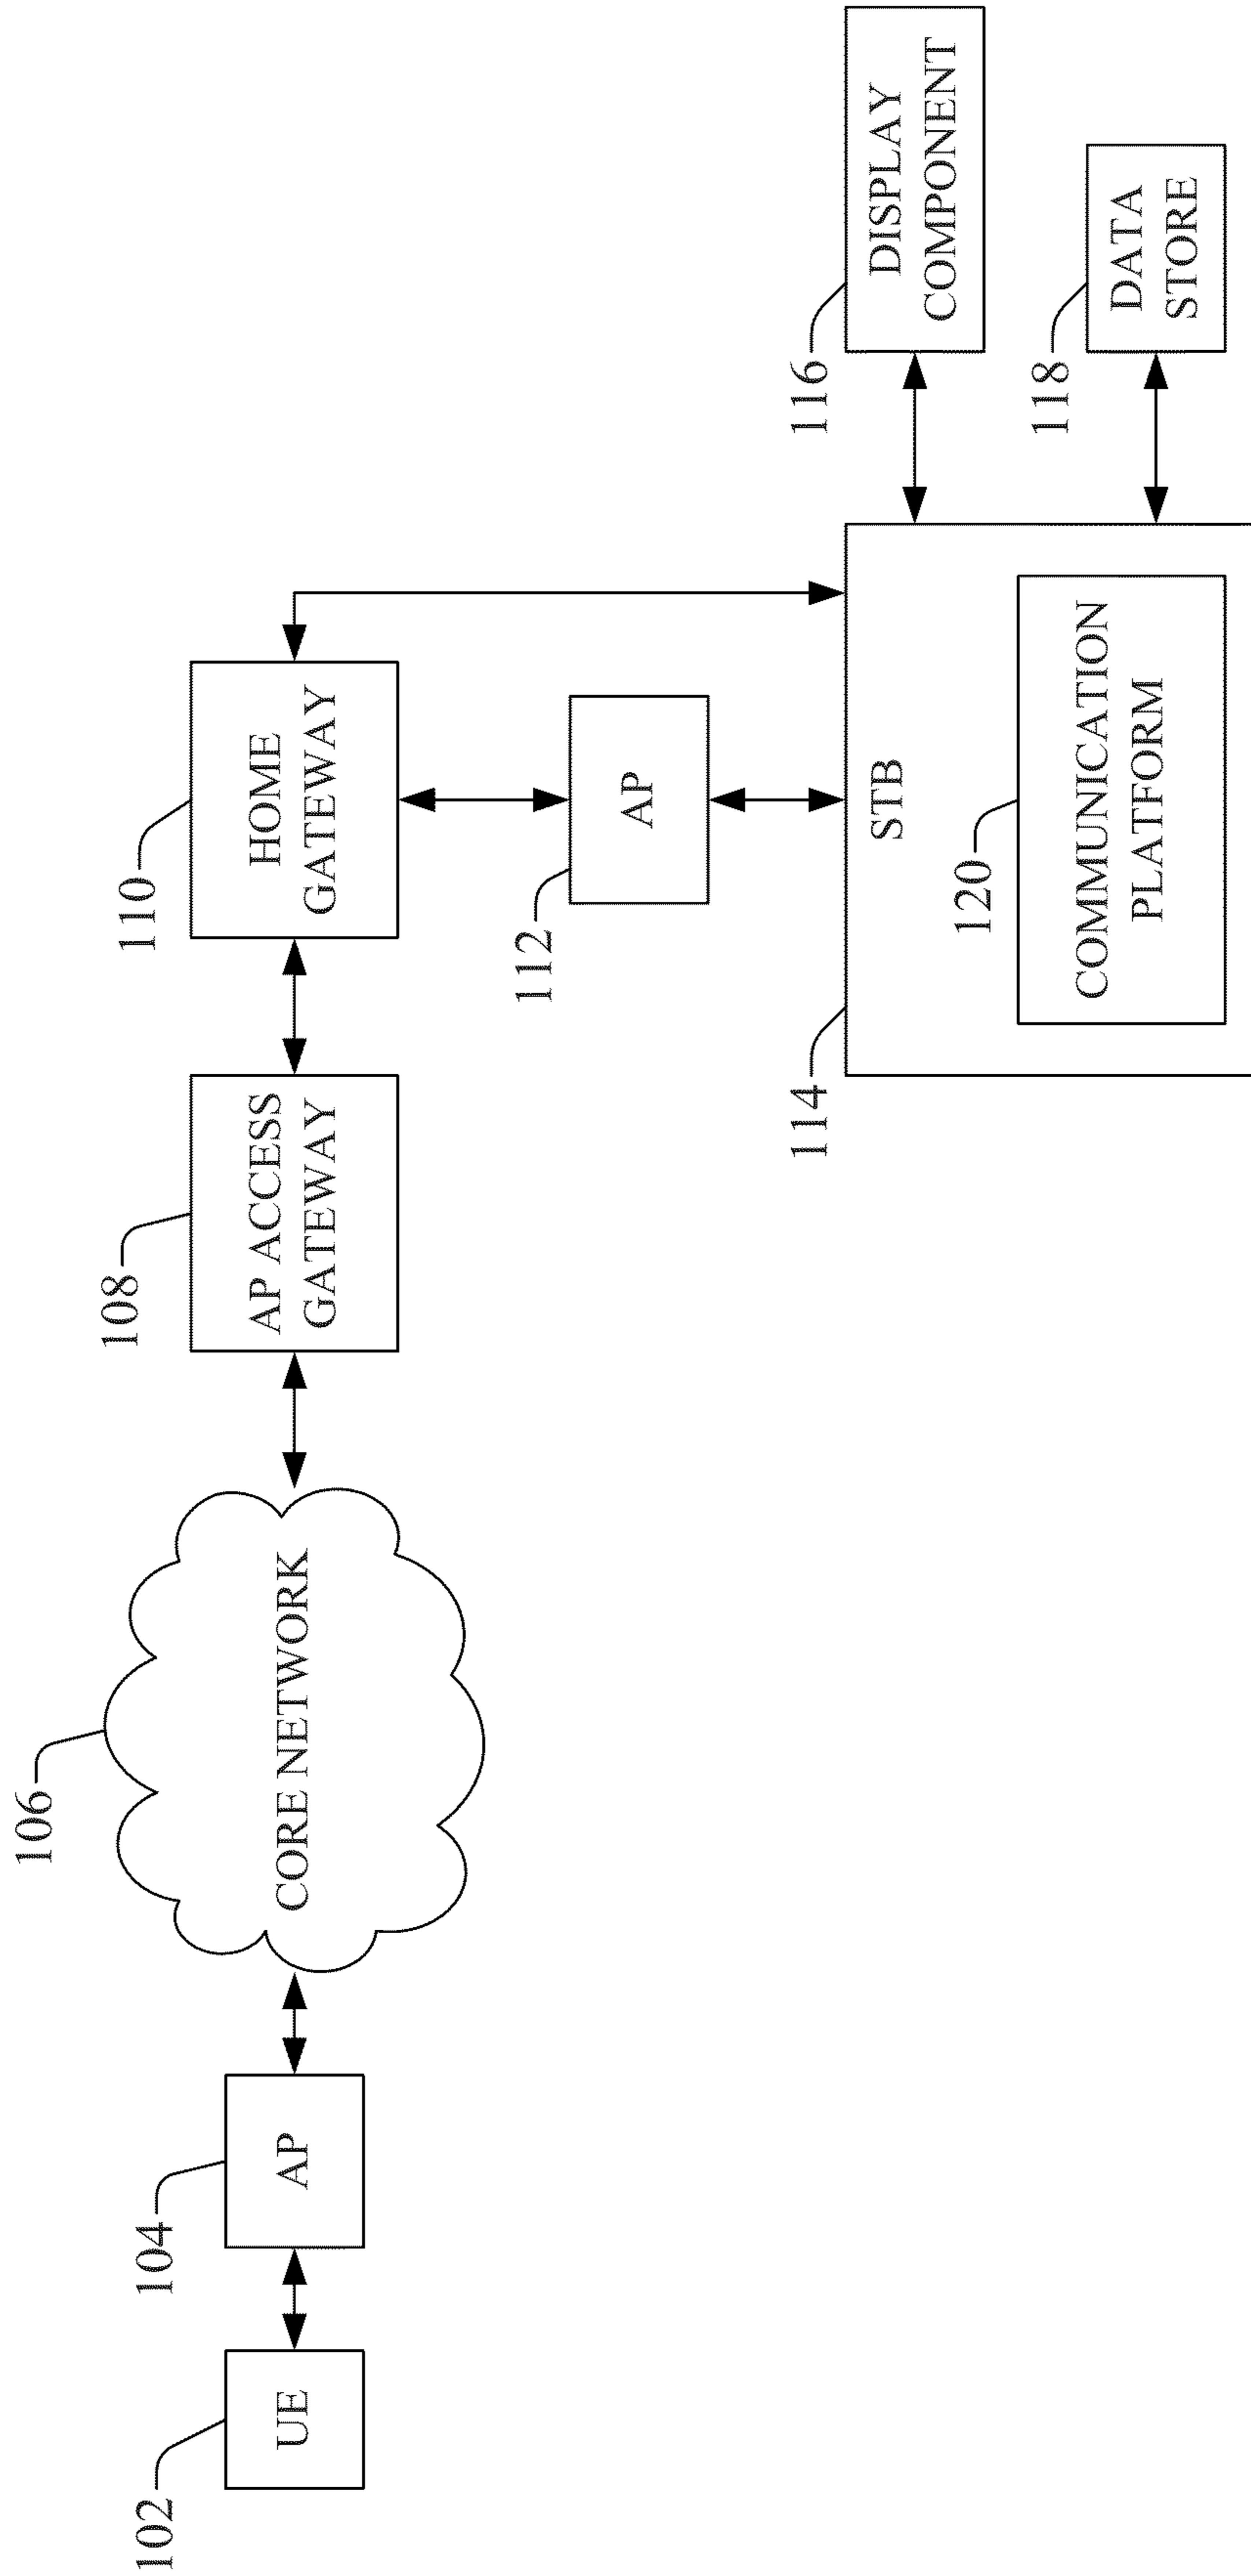 106
110
108
104
102
HOME
GATEWAY
AP ACCESS
GATEWAY
CORE NETWORK
AP
UE
112
AP
116
DISPLAY
COMPONENT
114
STB
118
DATA
STORE
120
COMMUNICATION
PLATFORM